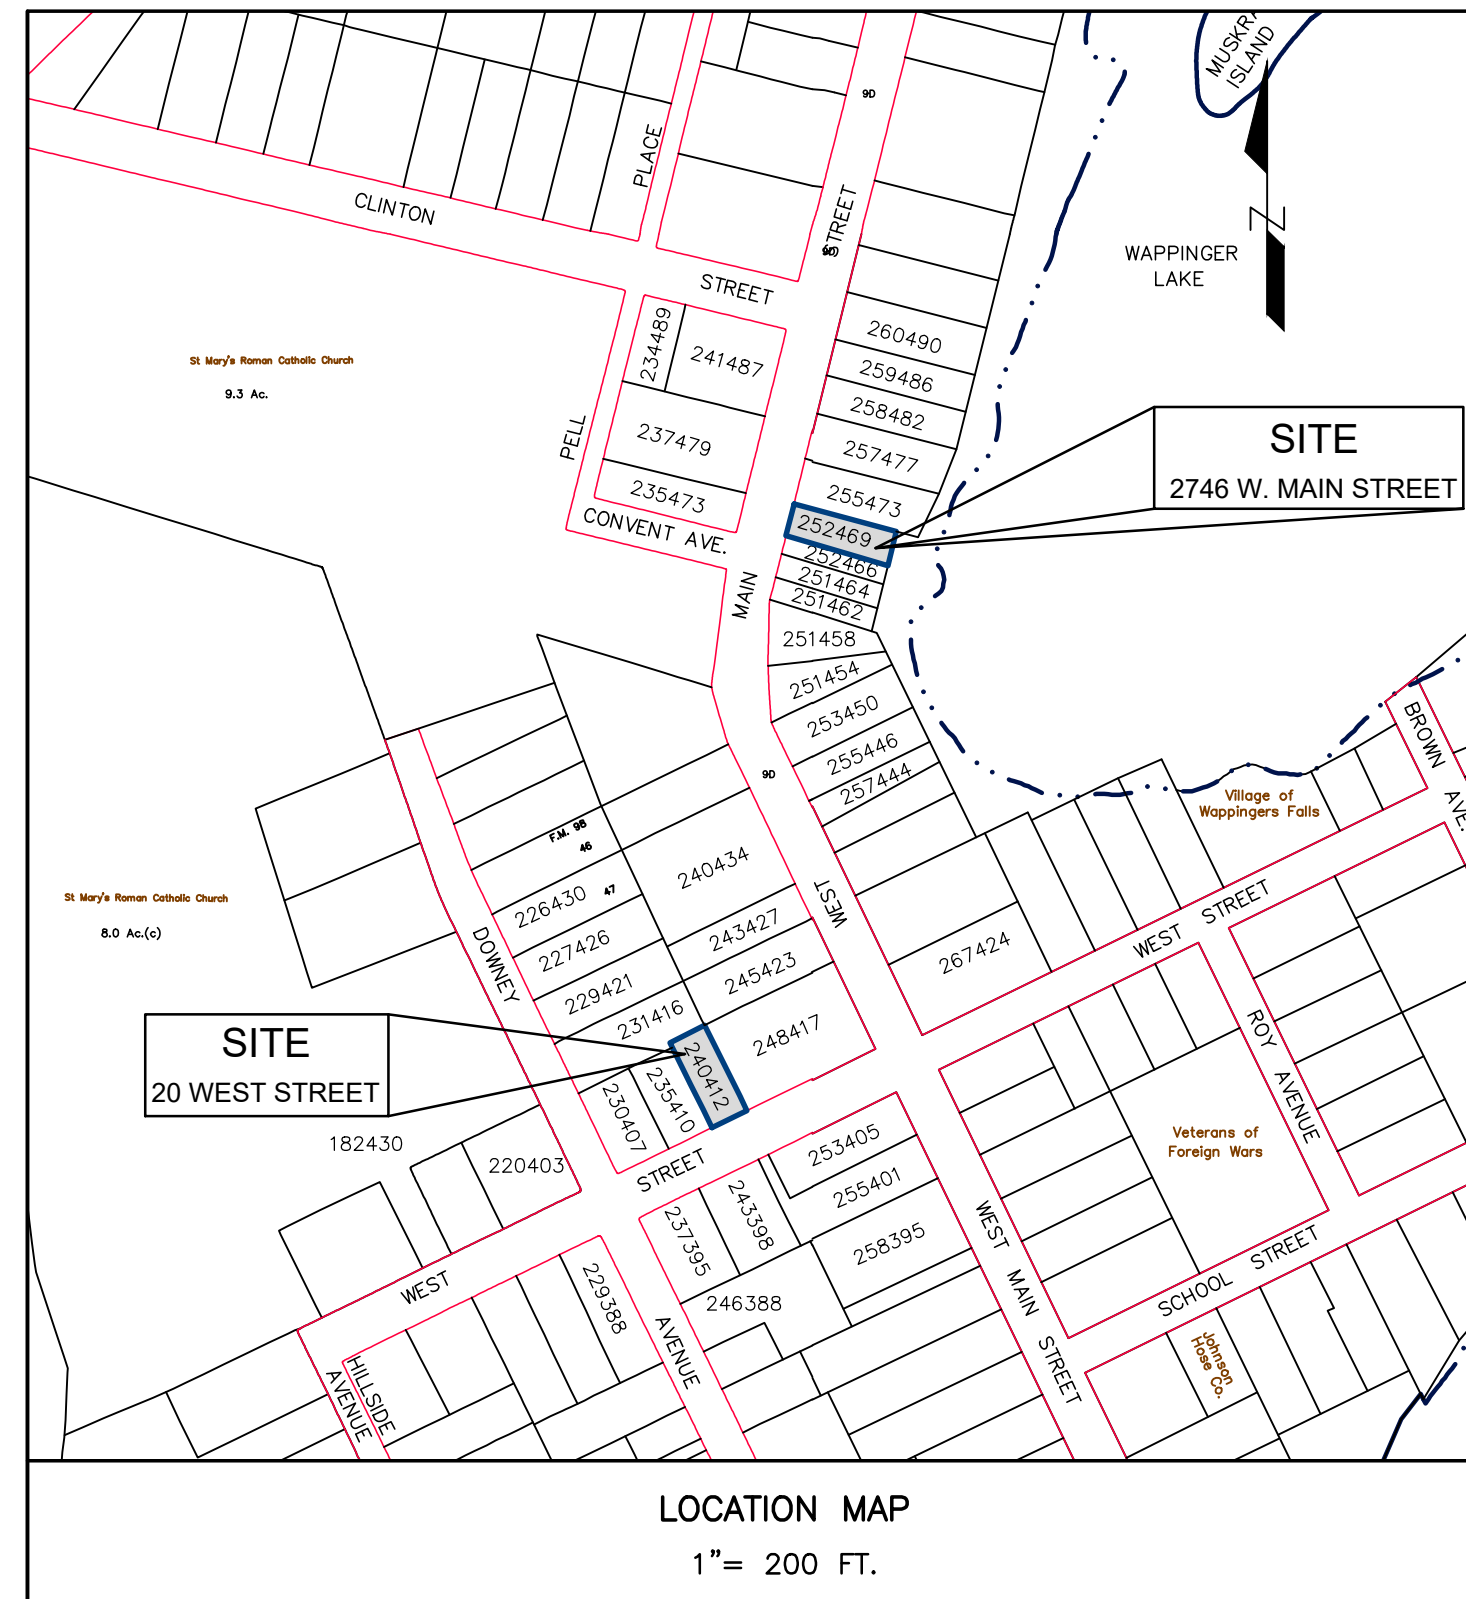 MUSKRA
ISLAND
9D
PLACE
CLINTON
STREET
9D
WAPPINGER
LAKE
STREET
260490
234489
241487
259486
St Mary's Roman Catholic Church
9.3 Ac.
258482
SITE
2746 W. MAIN STREET
PELL
237479
257477
235473
255473
CONVENT AVE.
252469
252466
251464
251462
MAIN
251458
251454
253450
BROWN
AVE.
255446
257444
9D
Village of
Wappingers Falls
F.M. 98
46
240434
226430
47
WEST
St Mary's Roman Catholic Church
8.0 Ac.(c)
DOWNEY
227426
243427
267424
WEST STREET
229421
245423
231416
248417
SITE
20 WEST STREET
240412
235410
230407
ROY
AVENUE
182430
220403
STREET
253405
255401
Veterans of
Foreign Wars
243398
237395
258395
WEST
MAIN
STREET
SCHOOL STREET
WEST
229388
246388
AVENUE
HILLSIDE
AVENUE
Johnson
Hose Co.
LOCATION MAP
1"= 200 FT.